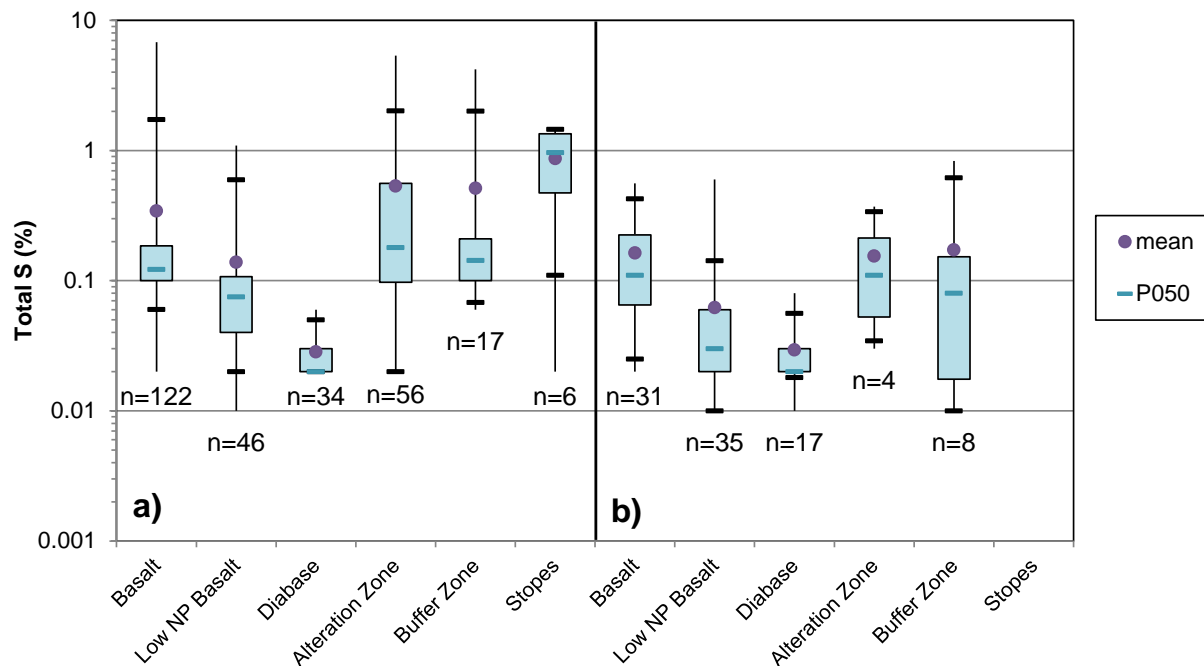 10
1
0.1
0.01
0.001
Total S (%)
n=122
n=46
n=34
n=56
n=17
n=6
a)
n=31
n=35
n=17
n=4
n=8
b)
Basalt
Low NP Basalt
Diabase
Alteration Zone
Buffer Zone
Stopes
Basalt
Low NP Basalt
Diabase
Alteration Zone
Buffer Zone
Stopes
mean
P050